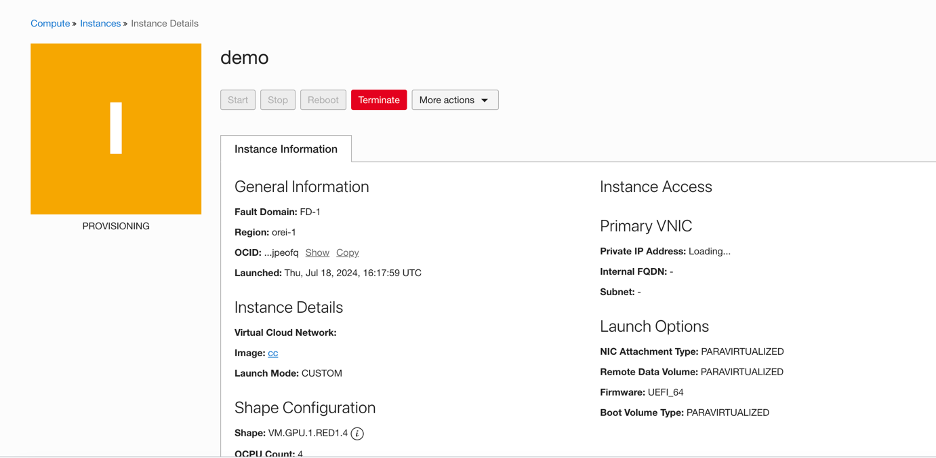 Compute » Instances » Instance Details
demo
Start Stop Reboot Terminate More actions
I
PROVISIONING
Instance Information
General Information
Fault Domain: FD-1
Region: orei-1
OCID: ...jpeofq Show Copy
Launched: Thu, Jul 18, 2024, 16:17:59 UTC
Instance Details
Virtual Cloud Network:
Image: cc
Launch Mode: CUSTOM
Shape Configuration
Shape: VM.GPU.1.RED1.4 i
OCPU Count: 4
Instance Access
Primary VNIC
Private IP Address: Loading...
Internal FQDN: -
Subnet: -
Launch Options
NIC Attachment Type: PARAVIRTUALIZED
Remote Data Volume: PARAVIRTUALIZED
Firmware: UEFI_64
Boot Volume Type: PARAVIRTUALIZED